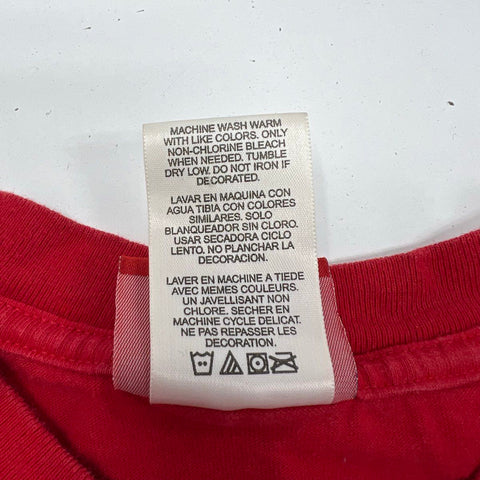 MACHINE WASH WARM
WITH LIKE COLORS. ONLY
NON-CHLORINE BLEACH
WHEN NEEDED. TUMBLE
DRY LOW. DO NOT IRON IF
DECORATED.
LAVAR EN MAQUINA CON
AGUA TIBIA CON COLORES
SIMILARES. SOLO
BLANQUEADOR SIN CLORO.
USAR SECADORA CICLO
LENTO. NO PLANCHAR LA
DECORACION.
LAVER EN MACHINE A TIEDE
AVEC MEMES COULEURS.
UN JAVELLISANT NON
CHLORE. SECHER EN
MACHINE CYCLE DELICAT.
NE PAS REPASSER LES
DECORATION.